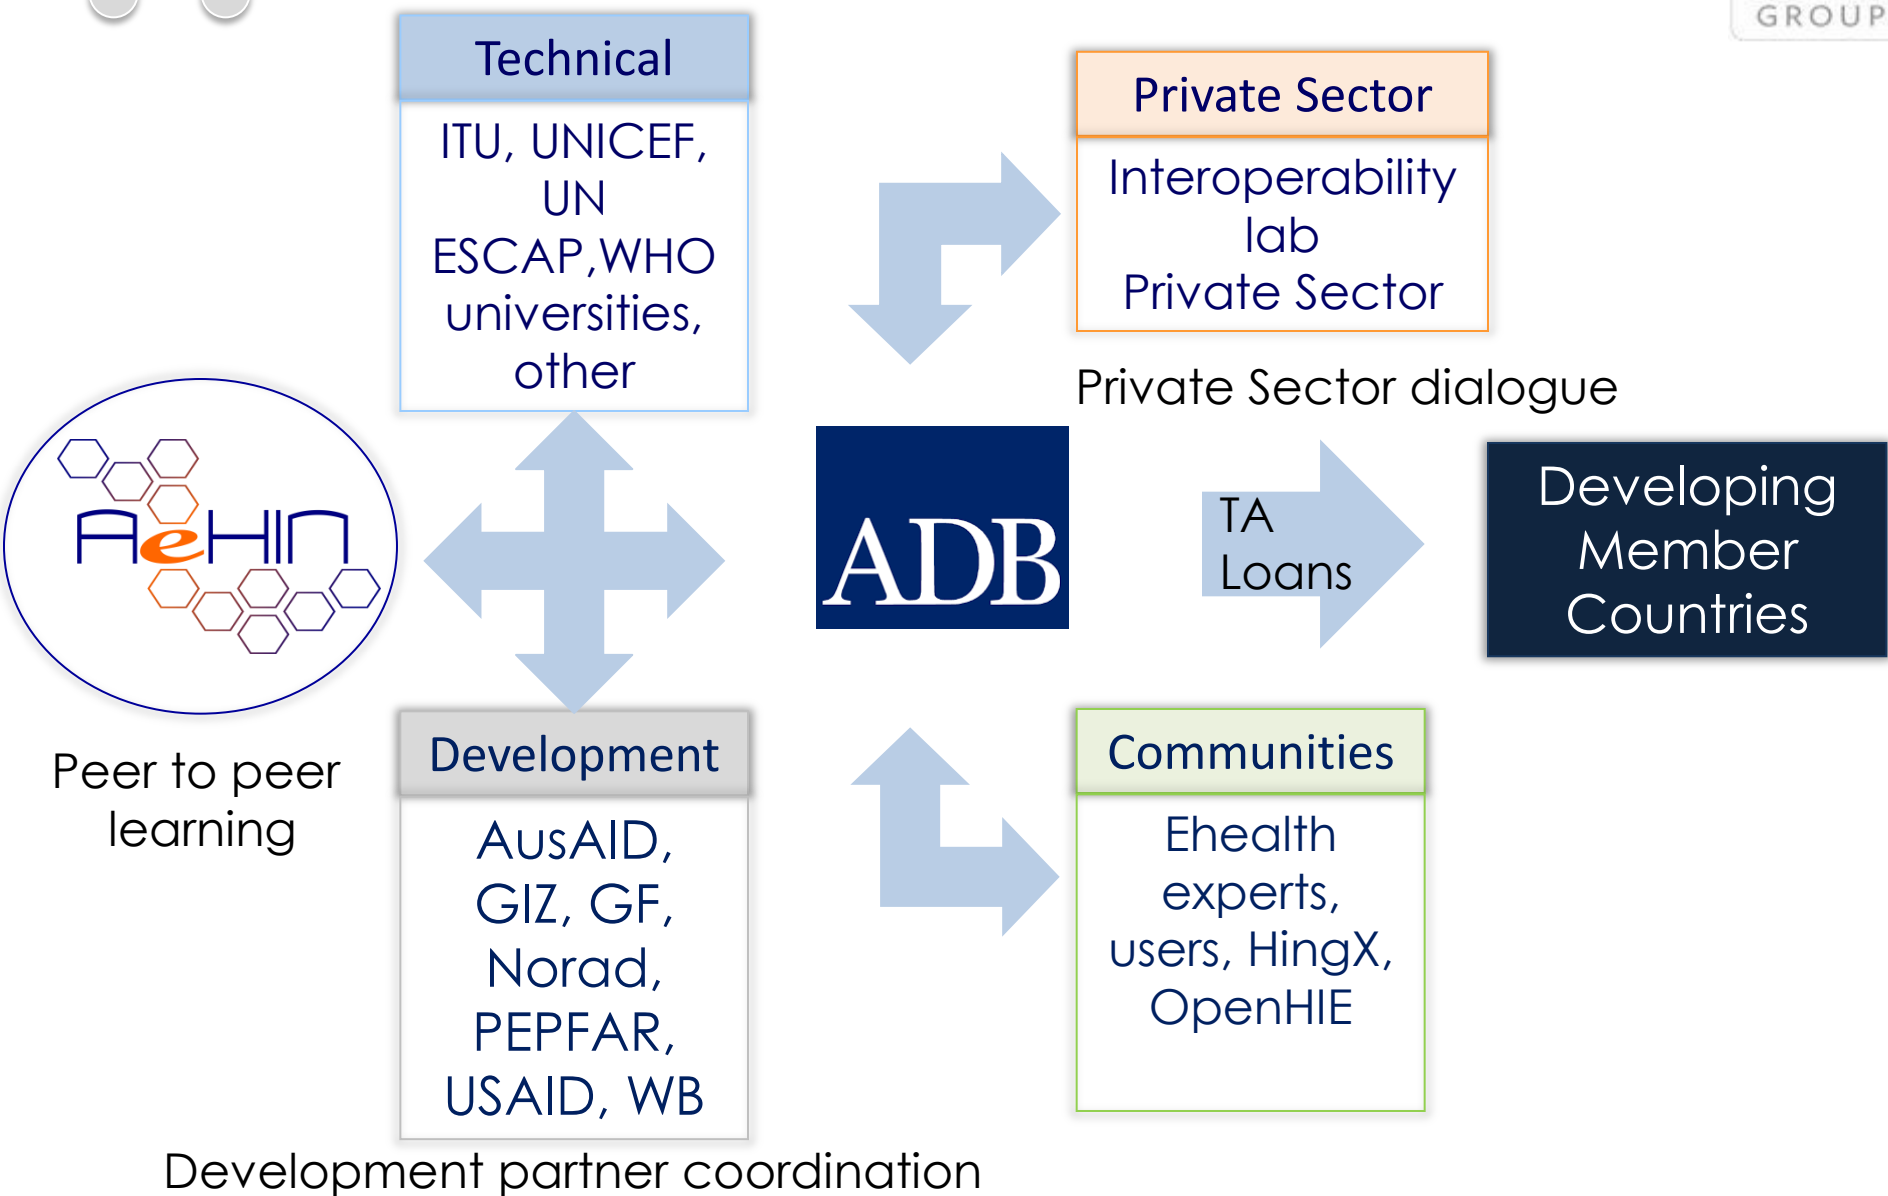 GROUP
Technical
ITU, UNICEF,
UN
ESCAP,WHO
universities,
other
Private Sector
Interoperability
lab
Private Sector
Private Sector dialogue
AeHIN
Peer to peer
learning
ADB
TA
Loans
Developing
Member
Countries
Development
AusAID,
GIZ, GF,
Norad,
PEPFAR,
USAID, WB
Communities
Ehealth
experts,
users, HingX,
OpenHIE
Development partner coordination